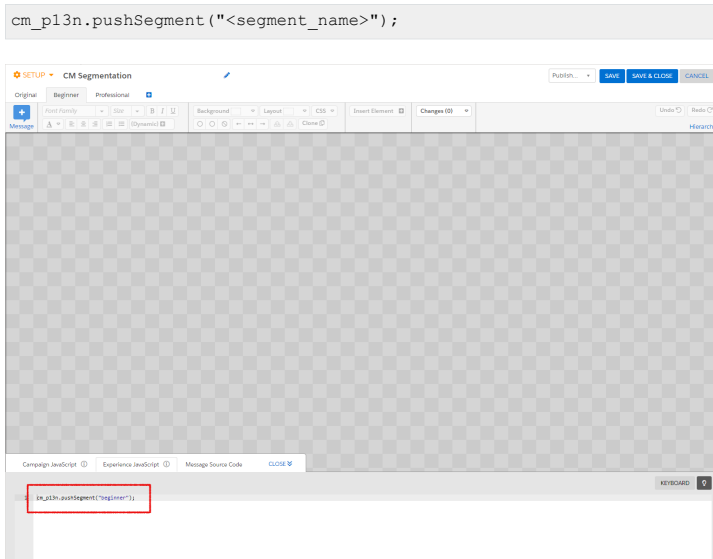 cm_p13n.pushSegment("<segment_name>");
SETUP CM Segmentation Publish... SAVE SAVE & CLOSE CANCEL
Original Beginner Professional
Font Family Size B I U Background Layout CSS Insert Element Changes (0) Undo Redo
Message A (Dynamic) Clone Hierarch
Campaign JavaScript Experience JavaScript Message Source Code CLOSE
KEYBOARD
1 cm_p13n.pushSegment("beginner");